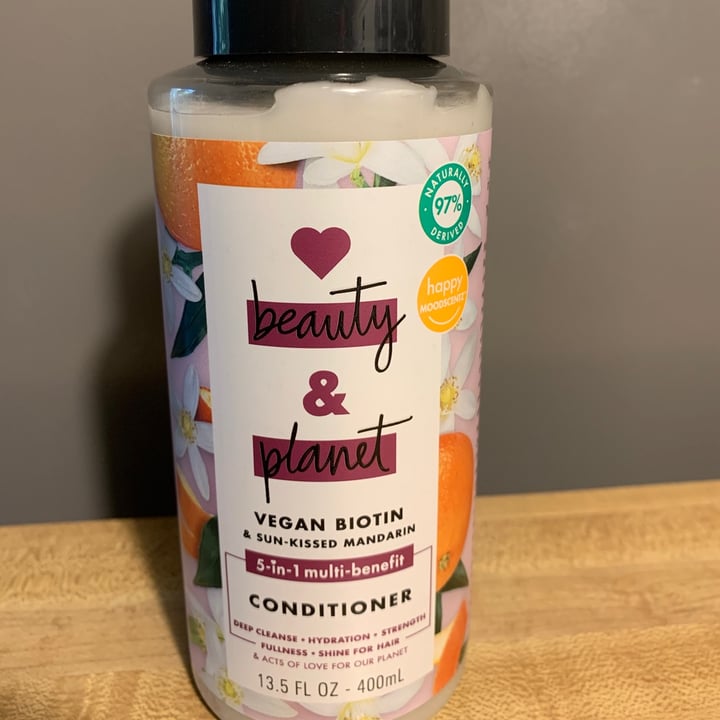 NATURALLY
97%
DERIVED
happy
MOODSCENTZ
♥
beauty
&
planet
VEGAN BIOTIN
& SUN-KISSED MANDARIN
5-in-1 multi-benefit
CONDITIONER
DEEP CLEANSE • HYDRATION • STRENGTH
FULLNESS • SHINE FOR HAIR
& ACTS OF LOVE FOR OUR PLANET
13.5 FL OZ - 400mL